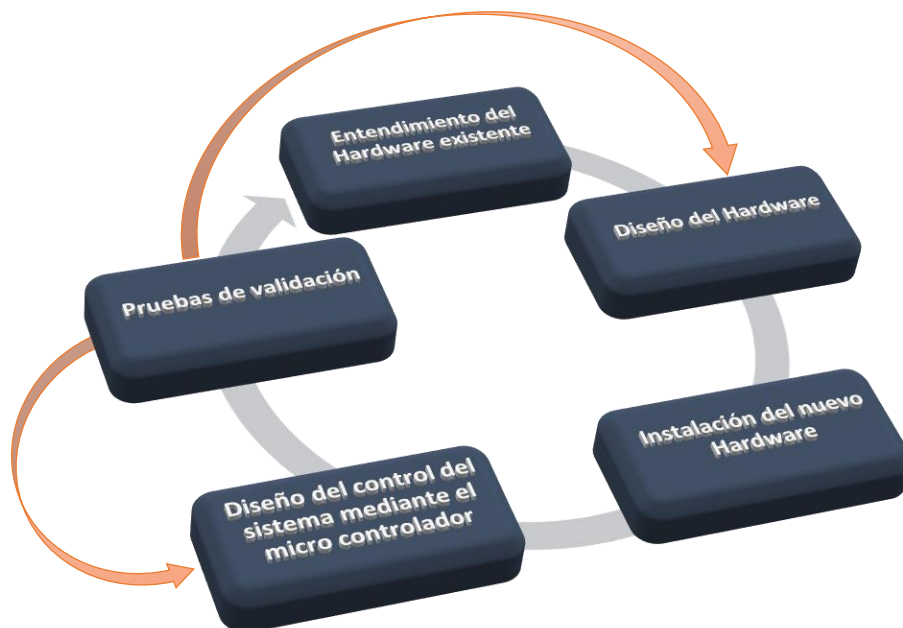 Entendimiento del
Hardware existente
Diseño del Hardware
Instalación del nuevo
Hardware
Diseño del control del
sistema mediante el
micro controlador
Pruebas de validación